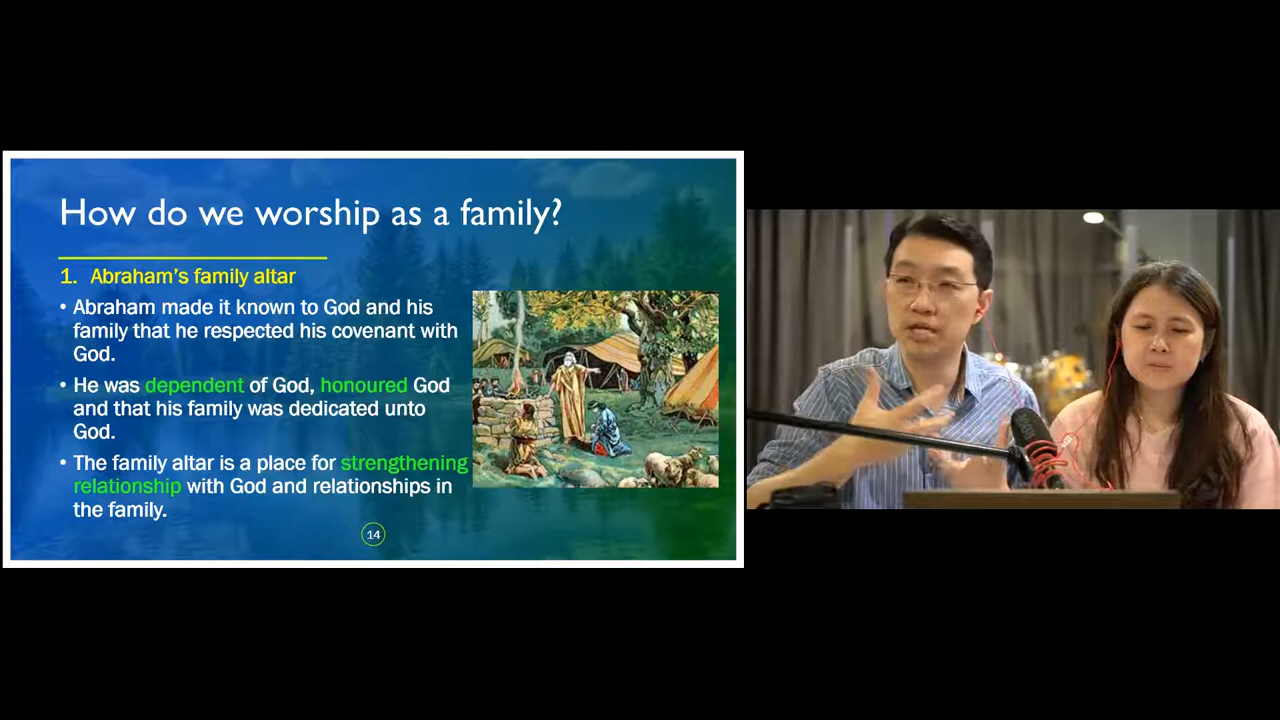 How do we worship as a family?
1. Abraham's family altar
• Abraham made it known to God and his
family that he respected his covenant with
God.
• He was dependent of God, honoured God
and that his family was dedicated unto
God.
• The family altar is a place for strengthening
relationship with God and relationships in
the family.
14